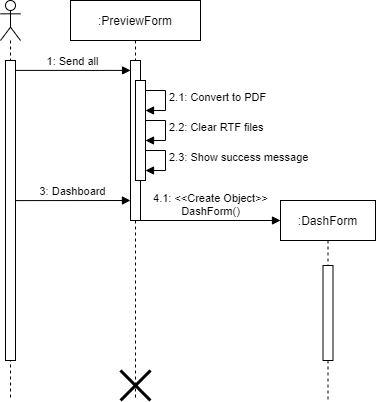 :PreviewForm
1: Send all
2.1: Convert to PDF
2.2: Clear RTF files
2.3: Show success message
3: Dashboard
4.1: <<Create Object>>
DashForm()
:DashForm